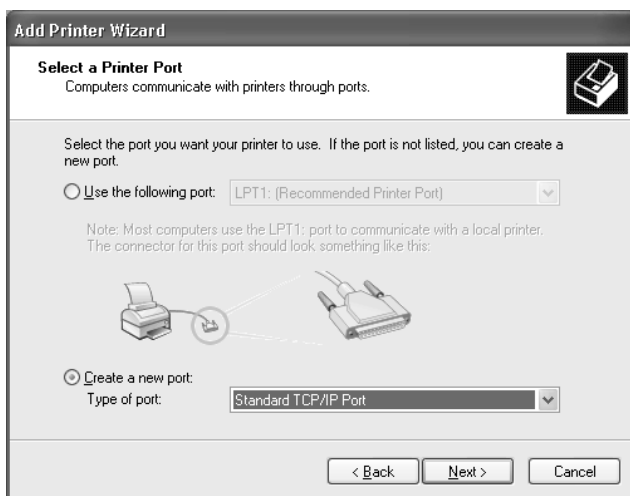 Add Printer Wizard
Select a Printer Port
Computers communicate with printers through ports.
Select the port you want your printer to use. If the port is not listed, you can create a
new port.
Use the following port: LPT1: (Recommended Printer Port)
Note: Most computers use the LPT1: port to communicate with a local printer.
The connector for this port should look something like this:
Create a new port:
Type of port: Standard TCP/IP Port
< Back Next > Cancel